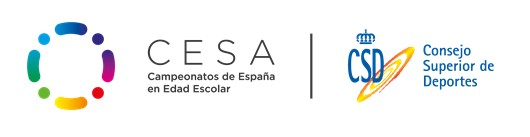 CESA
Campeonatos de España
en Edad Escolar
CSD
Consejo
Superior de
Deportes